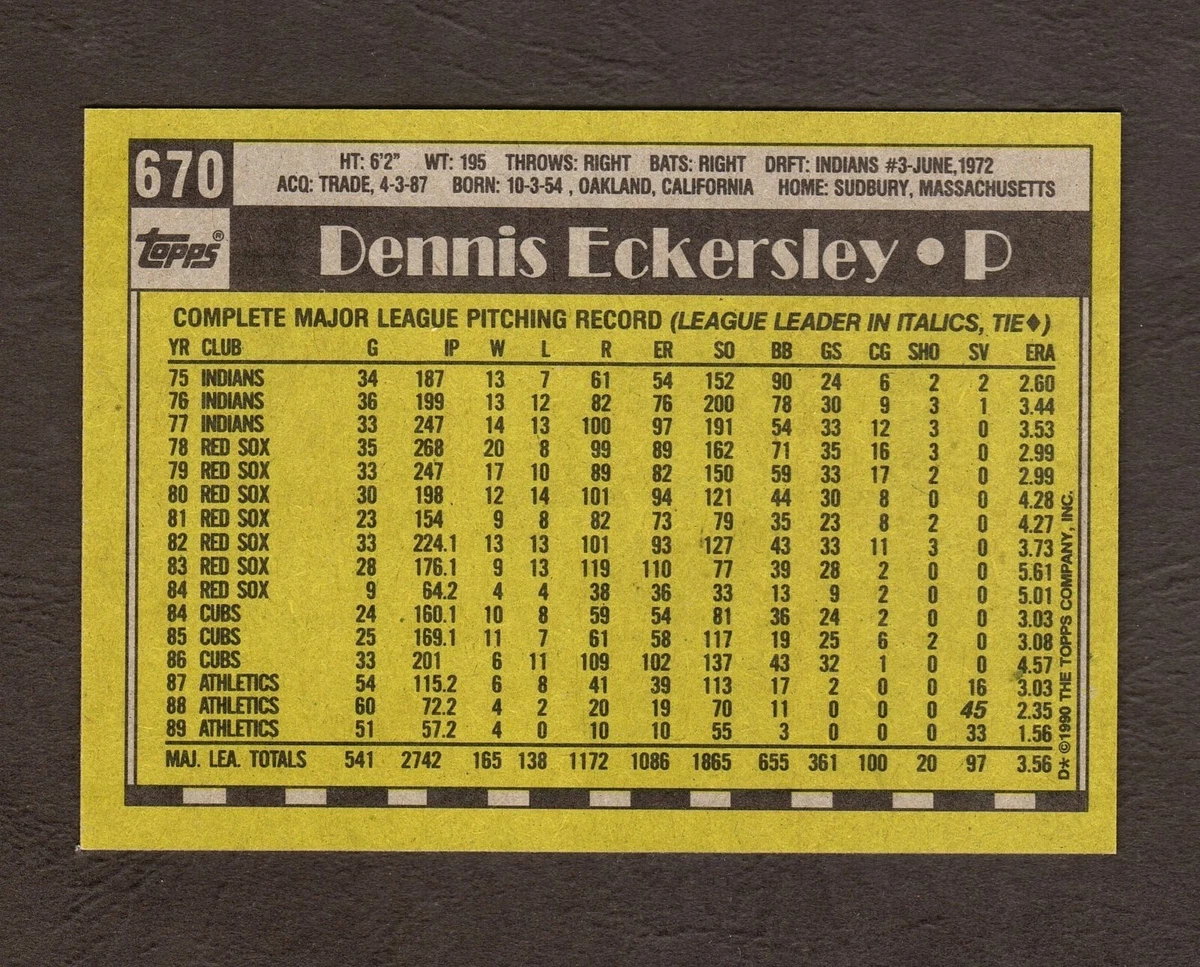 670
HT: 6'2" WT: 195 THROWS: RIGHT BATS: RIGHT DRFT: INDIANS #3-JUNE,1972
ACQ: TRADE, 4-3-87 BORN: 10-3-54 , OAKLAND, CALIFORNIA HOME: SUDBURY, MASSACHUSETTS
Topps®
Dennis Eckersley • P
COMPLETE MAJOR LEAGUE PITCHING RECORD (LEAGUE LEADER IN ITALICS, TIE♦)
YR CLUB G IP W L R ER SO BB GS CG SHO SV ERA
75 INDIANS 34 187 13 7 61 54 152 90 24 6 2 2 2.60
76 INDIANS 36 199 13 12 82 76 200 78 30 9 3 1 3.44
77 INDIANS 33 247 14 13 100 97 191 54 33 12 3 0 3.53
78 RED SOX 35 268 20 8 99 89 162 71 35 16 3 0 2.99
79 RED SOX 33 247 17 10 89 82 150 59 33 17 2 0 2.99
80 RED SOX 30 198 12 14 101 94 121 44 30 8 0 0 4.28
81 RED SOX 23 154 9 8 82 73 79 35 23 8 2 0 4.27
82 RED SOX 33 224.1 13 13 101 93 127 43 33 11 3 0 3.73
83 RED SOX 28 176.1 9 13 119 110 77 39 28 2 0 0 5.61
84 RED SOX 9 64.2 4 4 38 36 33 13 9 2 0 0 5.01
84 CUBS 24 160.1 10 8 59 54 81 36 24 2 0 0 3.03
85 CUBS 25 169.1 11 7 61 58 117 19 25 6 2 0 3.08
86 CUBS 33 201 6 11 109 102 137 43 32 1 0 0 4.57
87 ATHLETICS 54 115.2 6 8 41 39 113 17 2 0 0 16 3.03
88 ATHLETICS 60 72.2 4 2 20 19 70 11 0 0 0 45 2.35
89 ATHLETICS 51 57.2 4 0 10 10 55 3 0 0 0 33 1.56
MAJ. LEA. TOTALS 541 2742 165 138 1172 1086 1865 655 361 100 20 97 3.56
D* ©1990 THE TOPPS COMPANY, INC.